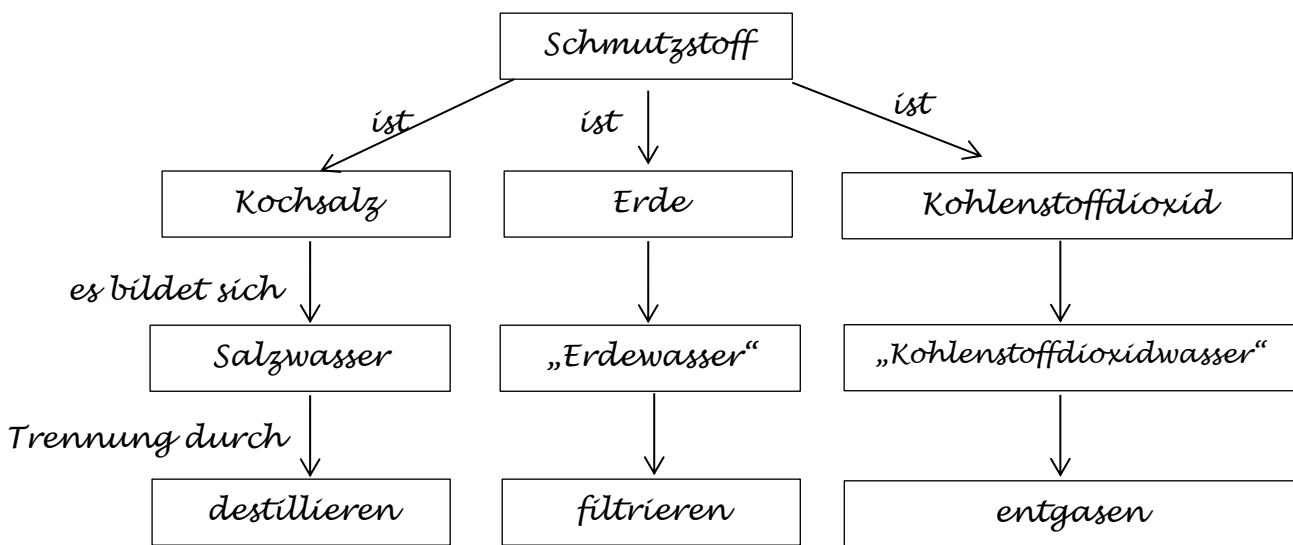 Schmutzstoff
ist ist ist
Kochsalz Erde Kohlenstoffdioxid
es bildet sich
Salzwasser „Erdewasser“ „Kohlenstoffdioxidwasser“
Trennung durch
destillieren filtrieren entgasen